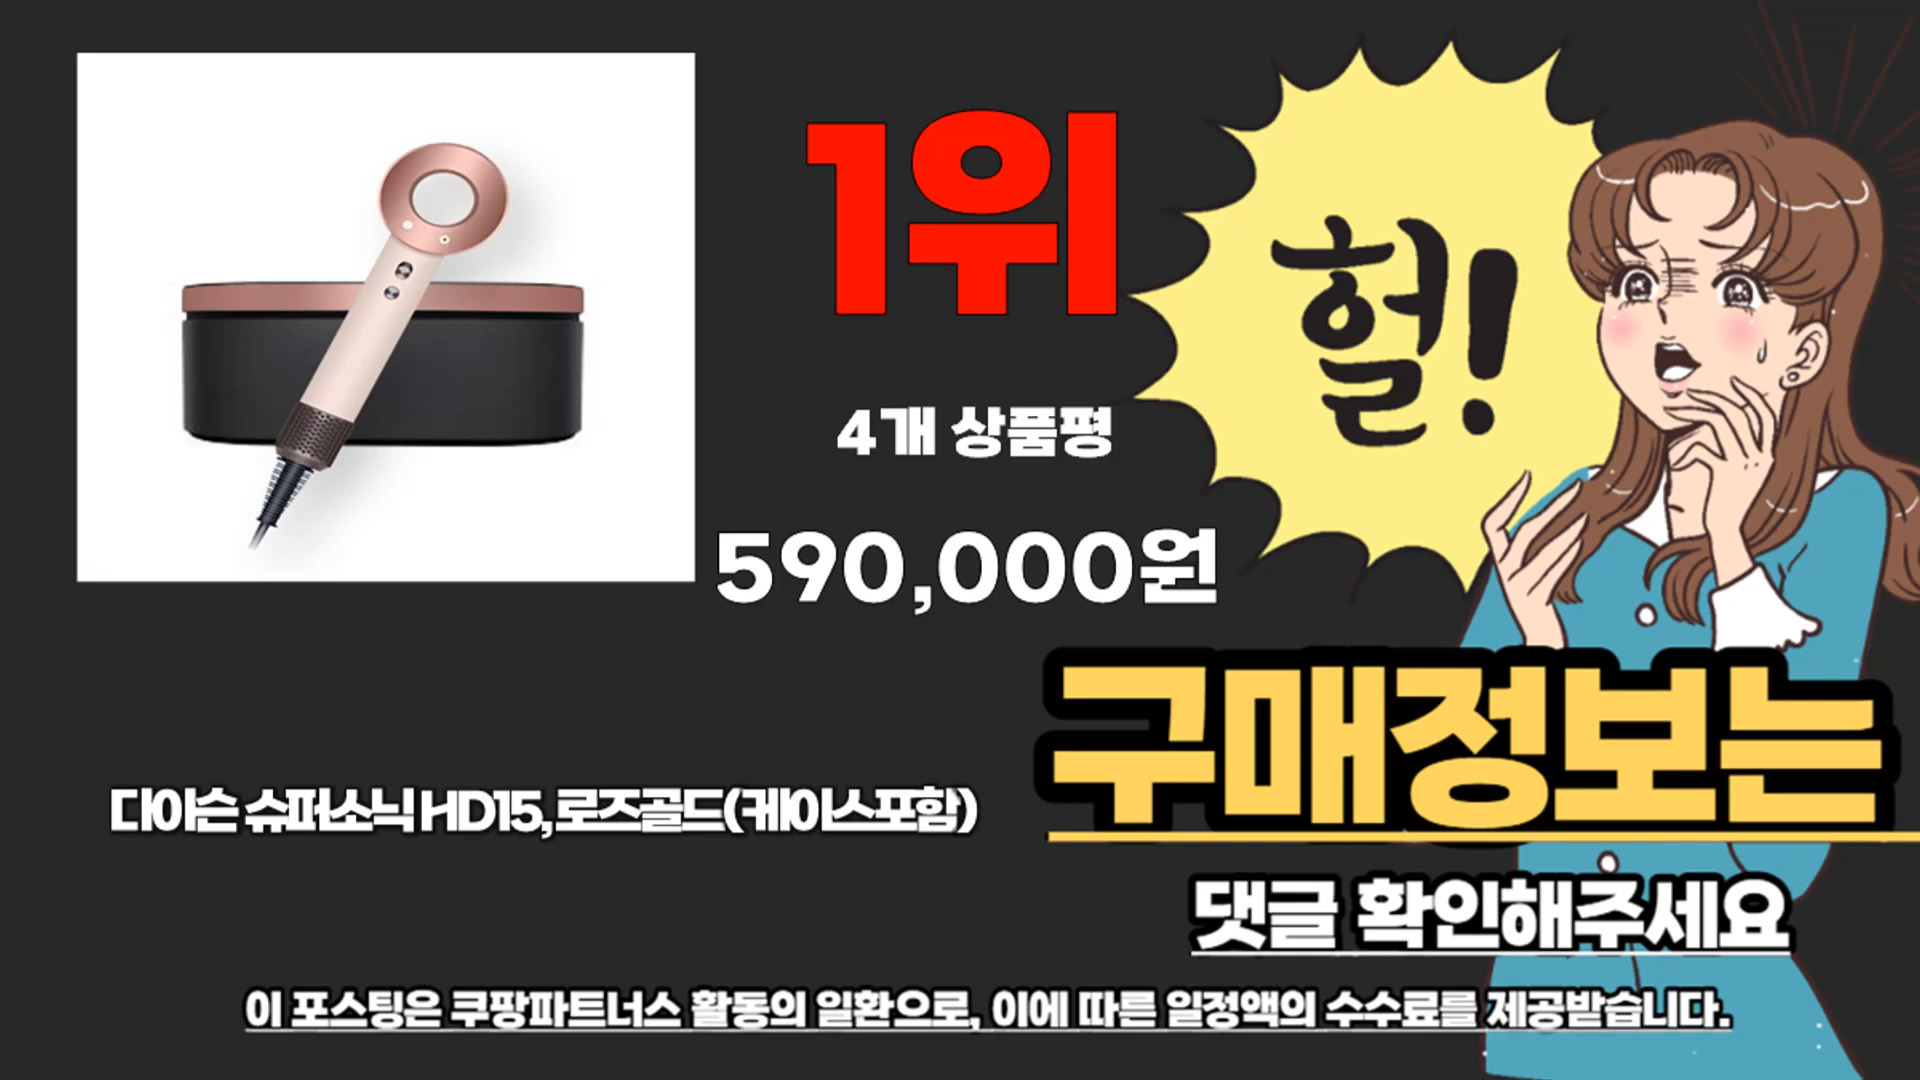 1위
헐!
4개 상품평
590,000원
구매정보는
다이슨 슈퍼소닉 HD15, 로즈골드(케이스포함)
댓글 확인해주세요
이 포스팅은 쿠팡파트너스 활동의 일환으로, 이에 따른 일정액의 수수료를 제공받습니다.